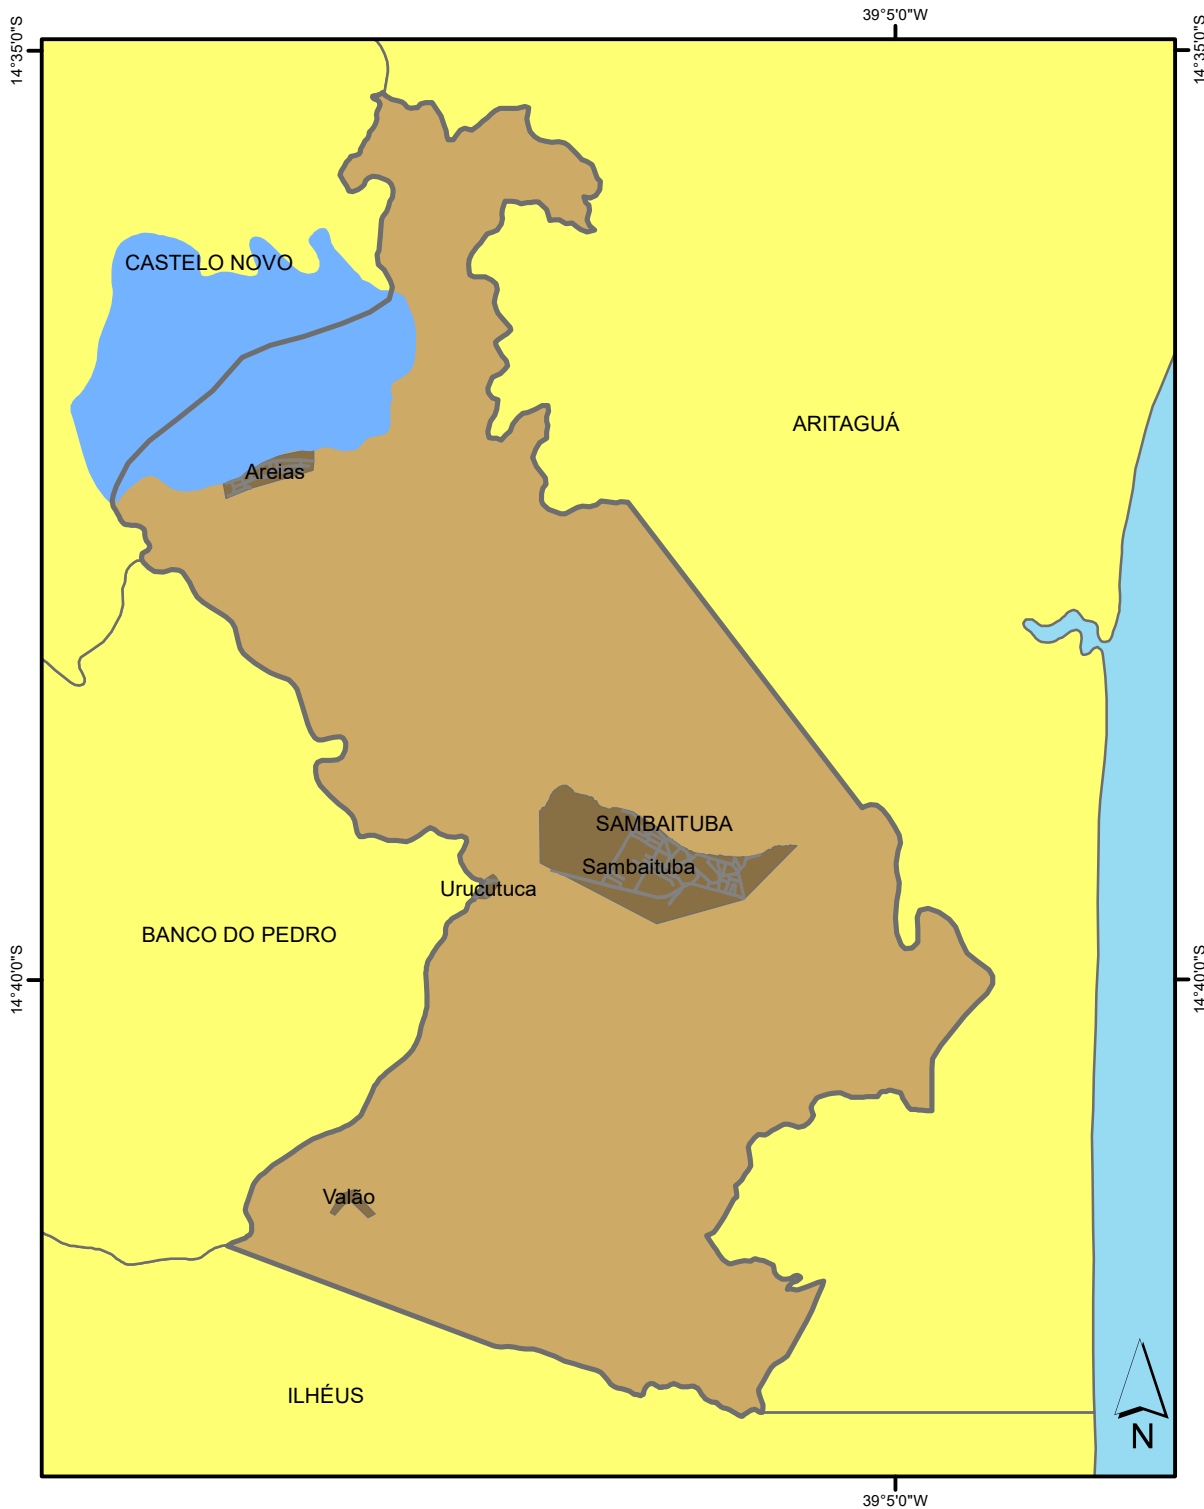 39°5'0"W
14°35'0"S
14°35'0"S
CASTELO NOVO
ARITAGUÁ
Areias
SAMBAITUBA
Sambaituba
Urucutuca
BANCO DO PEDRO
14°40'0"S
14°40'0"S
Valão
ILHÉUS
N
39°5'0"W